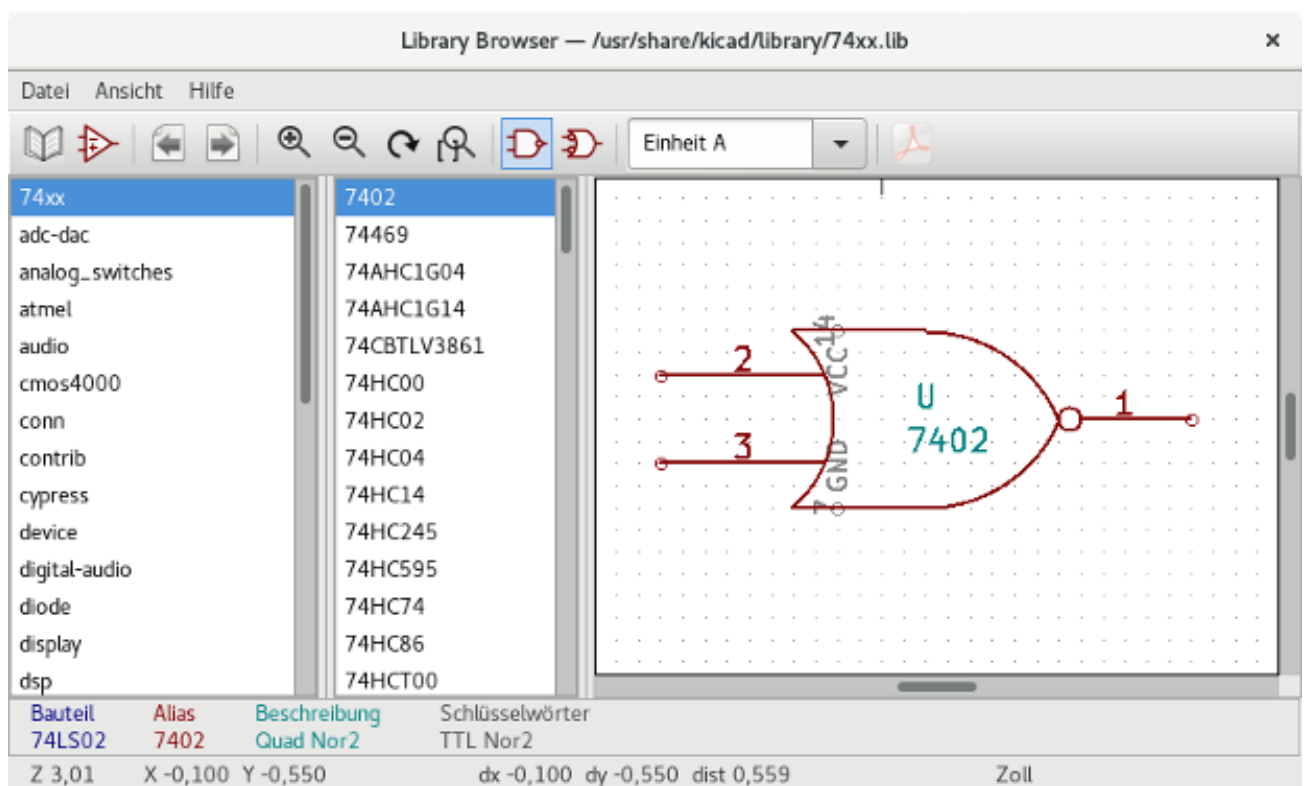 Library Browser — /usr/share/kicad/library/74xx.lib
Datei Ansicht Hilfe
Einheit A
74xx
adc-dac
analog_switches
atmel
audio
cmos4000
conn
contrib
cypress
device
digital-audio
diode
display
dsp
7402
74469
74AHC1G04
74AHC1G14
74CBTLV3861
74HC00
74HC02
74HC04
74HC14
74HC245
74HC595
74HC74
74HC86
74HCT00
14
VCC
2
U
1
7402
3
GND
7
Bauteil Alias Beschreibung Schlüsselwörter
74LS02 7402 Quad Nor2 TTL Nor2
Z 3,01 X -0,100 Y -0,550 dx -0,100 dy -0,550 dist 0,559 Zoll